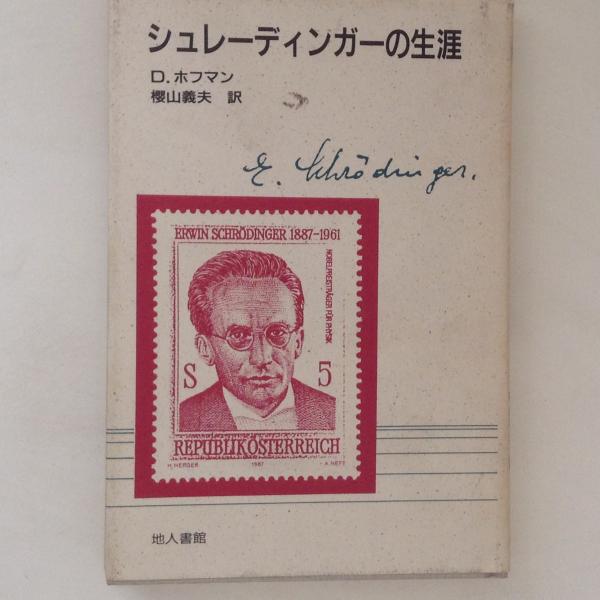 シュレーディンガーの生涯
D.ホフマン
櫻山義夫 訳
E. Schrödinger.
ERWIN SCHRÖDINGER 1887-1961
NOBELPREISTRÄGER FÜR PHYSIK
S 5
REPUBLIK ÖSTERREICH
H. HERGER 1987 - A. NEFT
地人書館